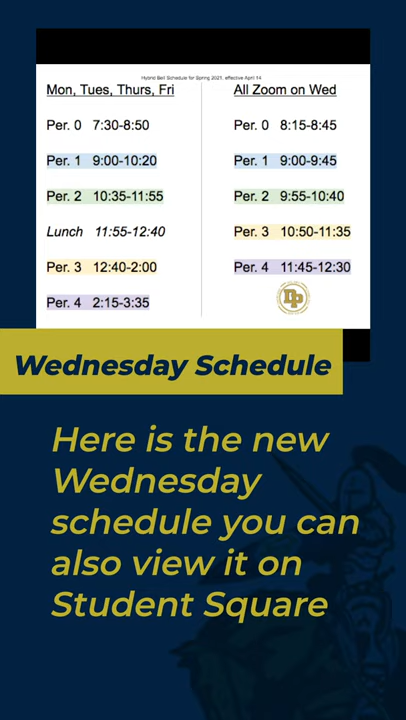 Hybrid Bell Schedule for Spring 2021, effective April 14
Mon, Tues, Thurs, Fri
Per. 0 7:30-8:50
Per. 1 9:00-10:20
Per. 2 10:35-11:55
Lunch 11:55-12:40
Per. 3 12:40-2:00
Per. 4 2:15-3:35
All Zoom on Wed
Per. 0 8:15-8:45
Per. 1 9:00-9:45
Per. 2 9:55-10:40
Per. 3 10:50-11:35
Per. 4 11:45-12:30
DP
Wednesday Schedule
Here is the new
Wednesday
schedule you can
also view it on
Student Square